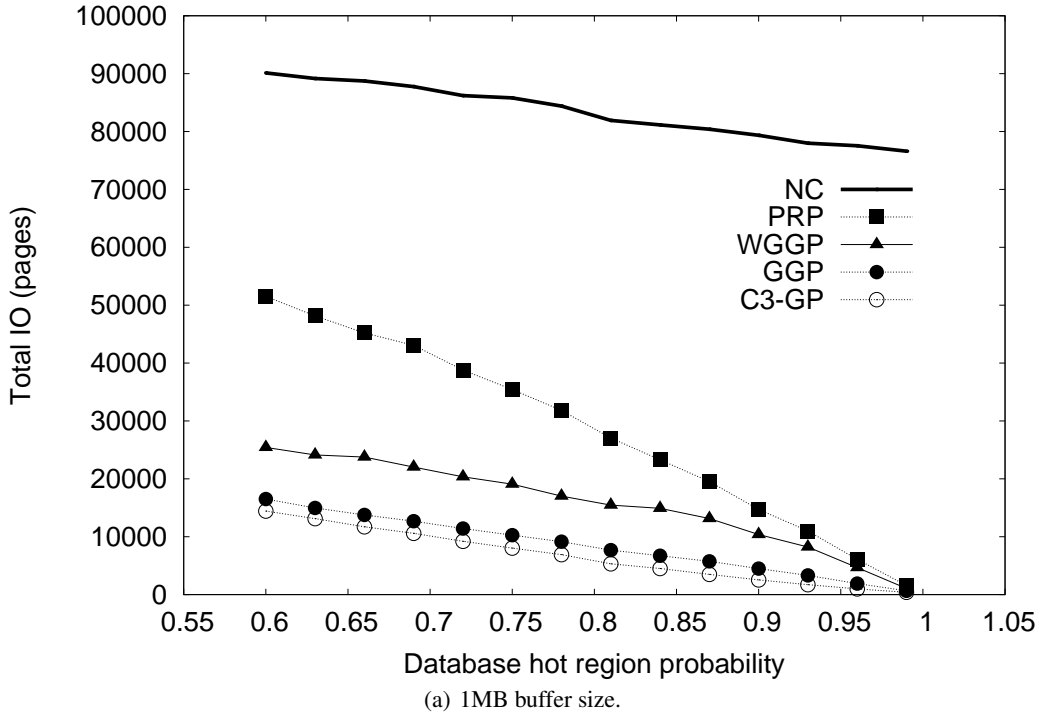 100000
90000
80000
70000
60000
50000
40000
30000
20000
10000
0
Total IO (pages)
NC
PRP
WGGP
GGP
C3-GP
0.55 0.6 0.65 0.7 0.75 0.8 0.85 0.9 0.95 1 1.05
Database hot region probability
(a) 1MB buffer size.